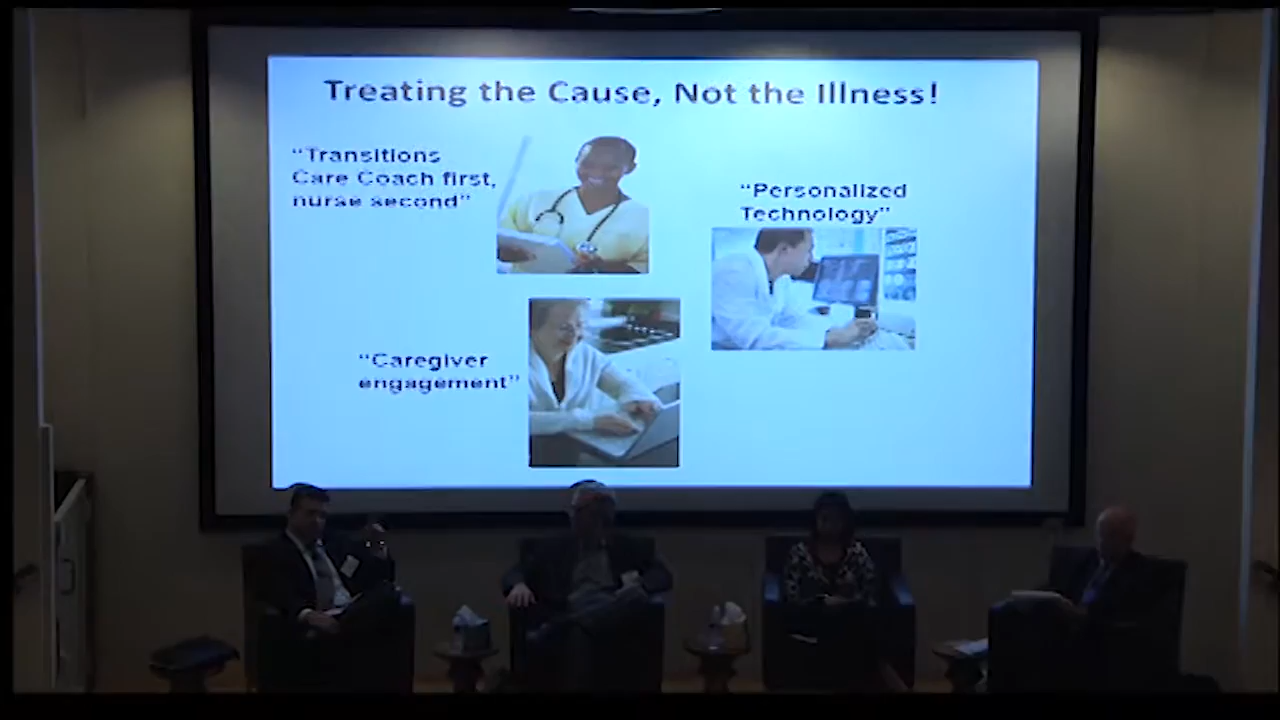 Treating the Cause, Not the Illness!
“Transitions
Care Coach first,
nurse second”
“Personalized
Technology”
“Caregiver
engagement”